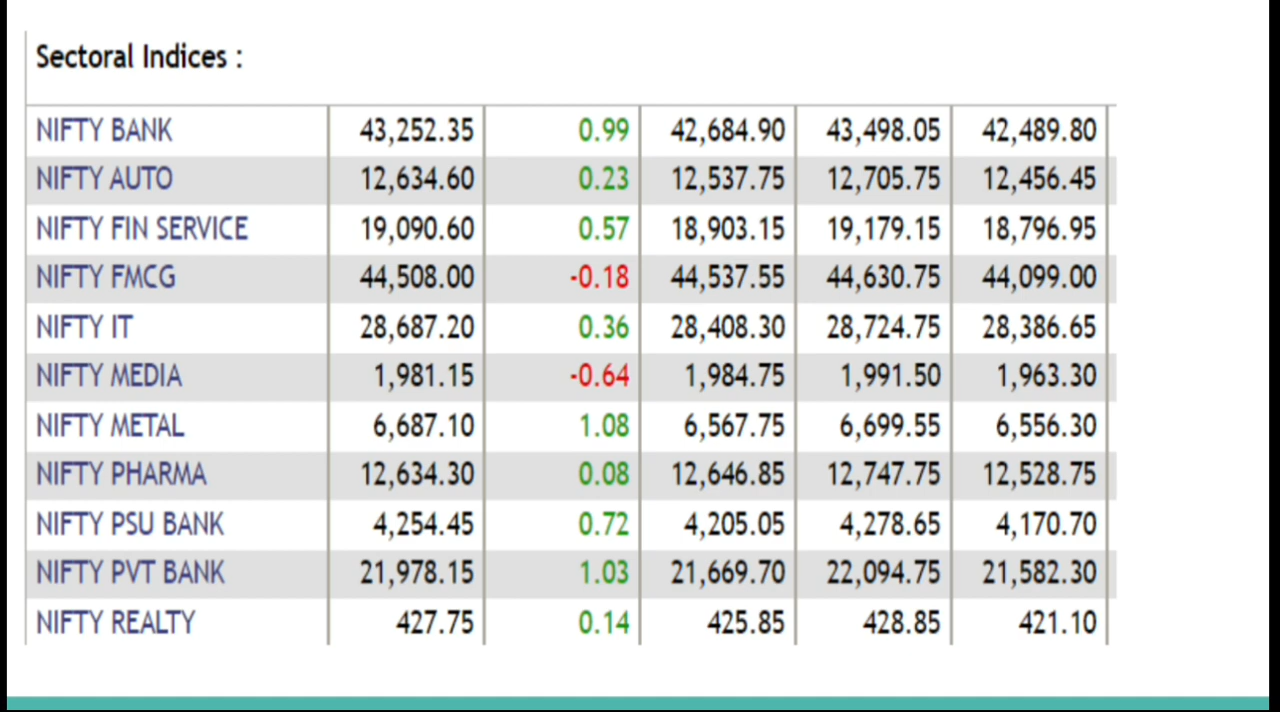 Sectoral Indices :
NIFTY BANK 43,252.35 0.99 42,684.90 43,498.05 42,489.80
NIFTY AUTO 12,634.60 0.23 12,537.75 12,705.75 12,456.45
NIFTY FIN SERVICE 19,090.60 0.57 18,903.15 19,179.15 18,796.95
NIFTY FMCG 44,508.00 -0.18 44,537.55 44,630.75 44,099.00
NIFTY IT 28,687.20 0.36 28,408.30 28,724.75 28,386.65
NIFTY MEDIA 1,981.15 -0.64 1,984.75 1,991.50 1,963.30
NIFTY METAL 6,687.10 1.08 6,567.75 6,699.55 6,556.30
NIFTY PHARMA 12,634.30 0.08 12,646.85 12,747.75 12,528.75
NIFTY PSU BANK 4,254.45 0.72 4,205.05 4,278.65 4,170.70
NIFTY PVT BANK 21,978.15 1.03 21,669.70 22,094.75 21,582.30
NIFTY REALTY 427.75 0.14 425.85 428.85 421.10